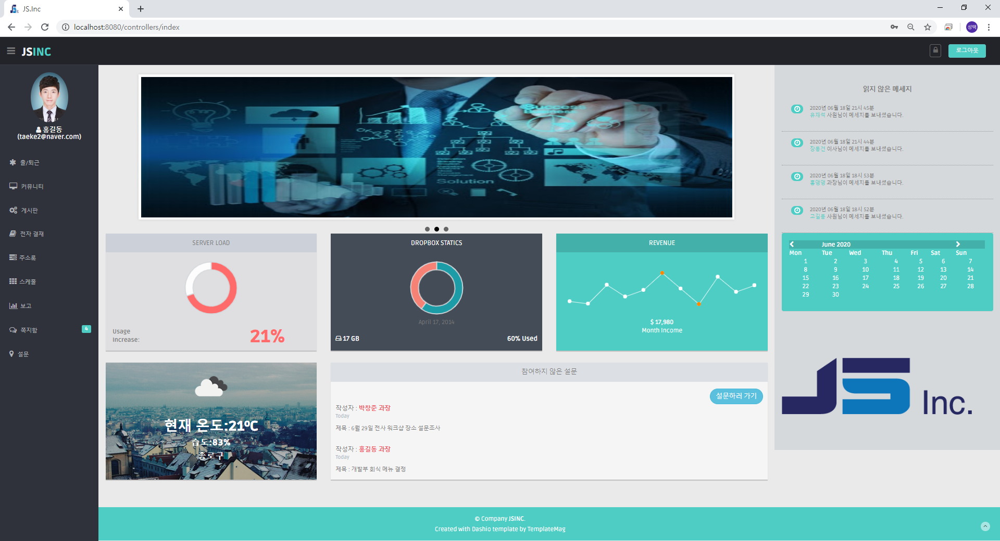 JS.Inc
localhost:8080/controllers/index
성택
JSINC
로그아웃
홍길동
(taeke2@naver.com)
출/퇴근
커뮤니티
게시판
전자 결재
주소록
스케쥴
보고
쪽지함
4
설문
Success
Business
Solution
SERVER LOAD
Usage
Increase:
21%
DROPBOX STATICS
April 17, 2014
17 GB
60% Used
REVENUE
$ 17,980
Month Income
현재 온도:21ºC
습도:83%
종로구
참여하지 않은 설문
설문하러 가기
작성자 : 박창준 과장
Today
제목 : 6월 29일 전사 워크샵 장소 설문조사
작성자 : 홍길동 과장
Today
제목 : 개발부 회식 메뉴 결정
읽지 않은 메세지
2020년 06월 18일 21시 45분
유재석 사원님이 메세지를 보내셨습니다.
2020년 06월 18일 21시 44분
장동건 이사님이 메세지를 보내셨습니다.
2020년 06월 18일 18시 53분
과장님이 메세지를 보내셨습니다.
2020년 06월 18일 18시 52분
고길동 사원님이 메세지를 보내셨습니다.
June 2020
Mon Tue Wed Thu Fri Sat Sun
1 2 3 4 5 6 7
8 9 10 11 12 13 14
15 16 17 18 19 20 21
22 23 24 25 26 27 28
29 30
JS Inc.
© Company JSINC.
Created with Dashio template by TemplateMag